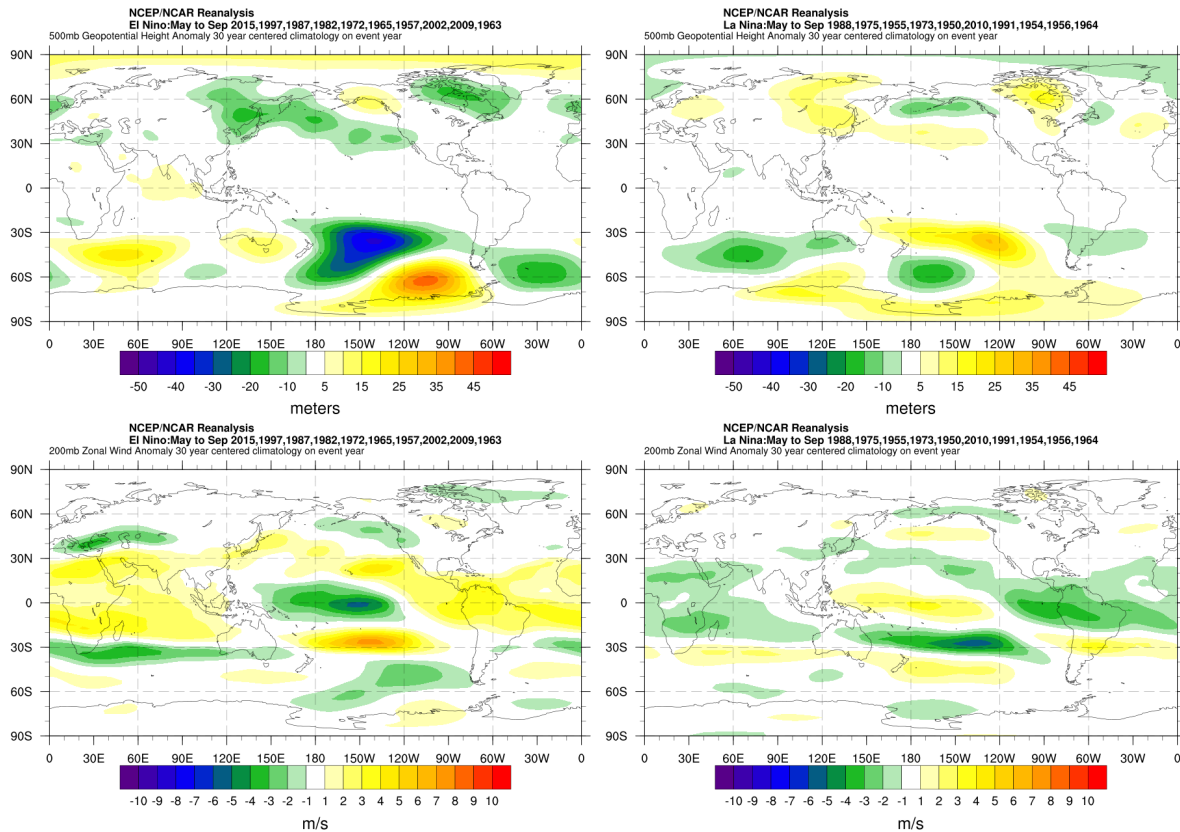 NCEP/NCAR Reanalysis
El Nino:May to Sep 2015,1997,1987,1982,1972,1965,1957,2002,2009,1963
500mb Geopotential Height Anomaly 30 year centered climatology on event year
90N
60N
30N
0
30S
60S
90S
0 30E 60E 90E 120E 150E 180 150W 120W 90W 60W 30W 0
-50 -40 -30 -20 -10 5 15 25 35 45
meters
NCEP/NCAR Reanalysis
La Nina:May to Sep 1988,1975,1955,1973,1950,2010,1991,1954,1956,1964
500mb Geopotential Height Anomaly 30 year centered climatology on event year
90N
60N
30N
0
30S
60S
90S
0 30E 60E 90E 120E 150E 180 150W 120W 90W 60W 30W 0
-50 -40 -30 -20 -10 5 15 25 35 45
meters
NCEP/NCAR Reanalysis
El Nino:May to Sep 2015,1997,1987,1982,1972,1965,1957,2002,2009,1963
200mb Zonal Wind Anomaly 30 year centered climatology on event year
90N
60N
30N
0
30S
60S
90S
0 30E 60E 90E 120E 150E 180 150W 120W 90W 60W 30W 0
-10 -9 -8 -7 -6 -5 -4 -3 -2 -1 1 2 3 4 5 6 7 8 9 10
m/s
NCEP/NCAR Reanalysis
La Nina:May to Sep 1988,1975,1955,1973,1950,2010,1991,1954,1956,1964
200mb Zonal Wind Anomaly 30 year centered climatology on event year
90N
60N
30N
0
30S
60S
90S
0 30E 60E 90E 120E 150E 180 150W 120W 90W 60W 30W 0
-10 -9 -8 -7 -6 -5 -4 -3 -2 -1 1 2 3 4 5 6 7 8 9 10
m/s